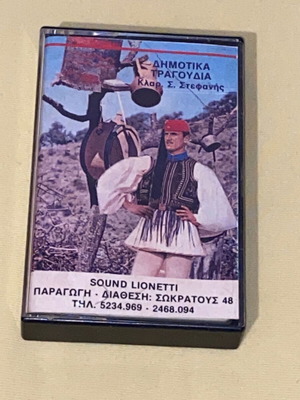 ΔΗΜΟΤΙΚΑ
ΤΡΑΓΟΥΔΙΑ
Κλαρ. Σ. Στεφανής
SOUND LIONETTI
ΠΑΡΑΓΩΓΗ - ΔΙΑΘΕΣΗ: ΣΩΚΡΑΤΟΥΣ 48
ΤΗΛ. 5234.969 - 2468.094